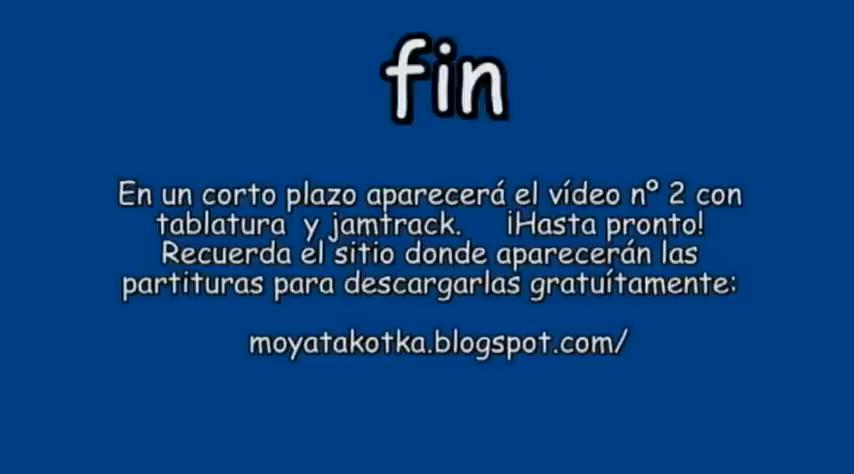 fin
En un corto plazo aparecerá el vídeo nº 2 con
tablatura y jamtrack. ¡Hasta pronto!
Recuerda el sitio donde aparecerán las
partituras para descargarlas gratuítamente:
moyatakotka.blogspot.com/